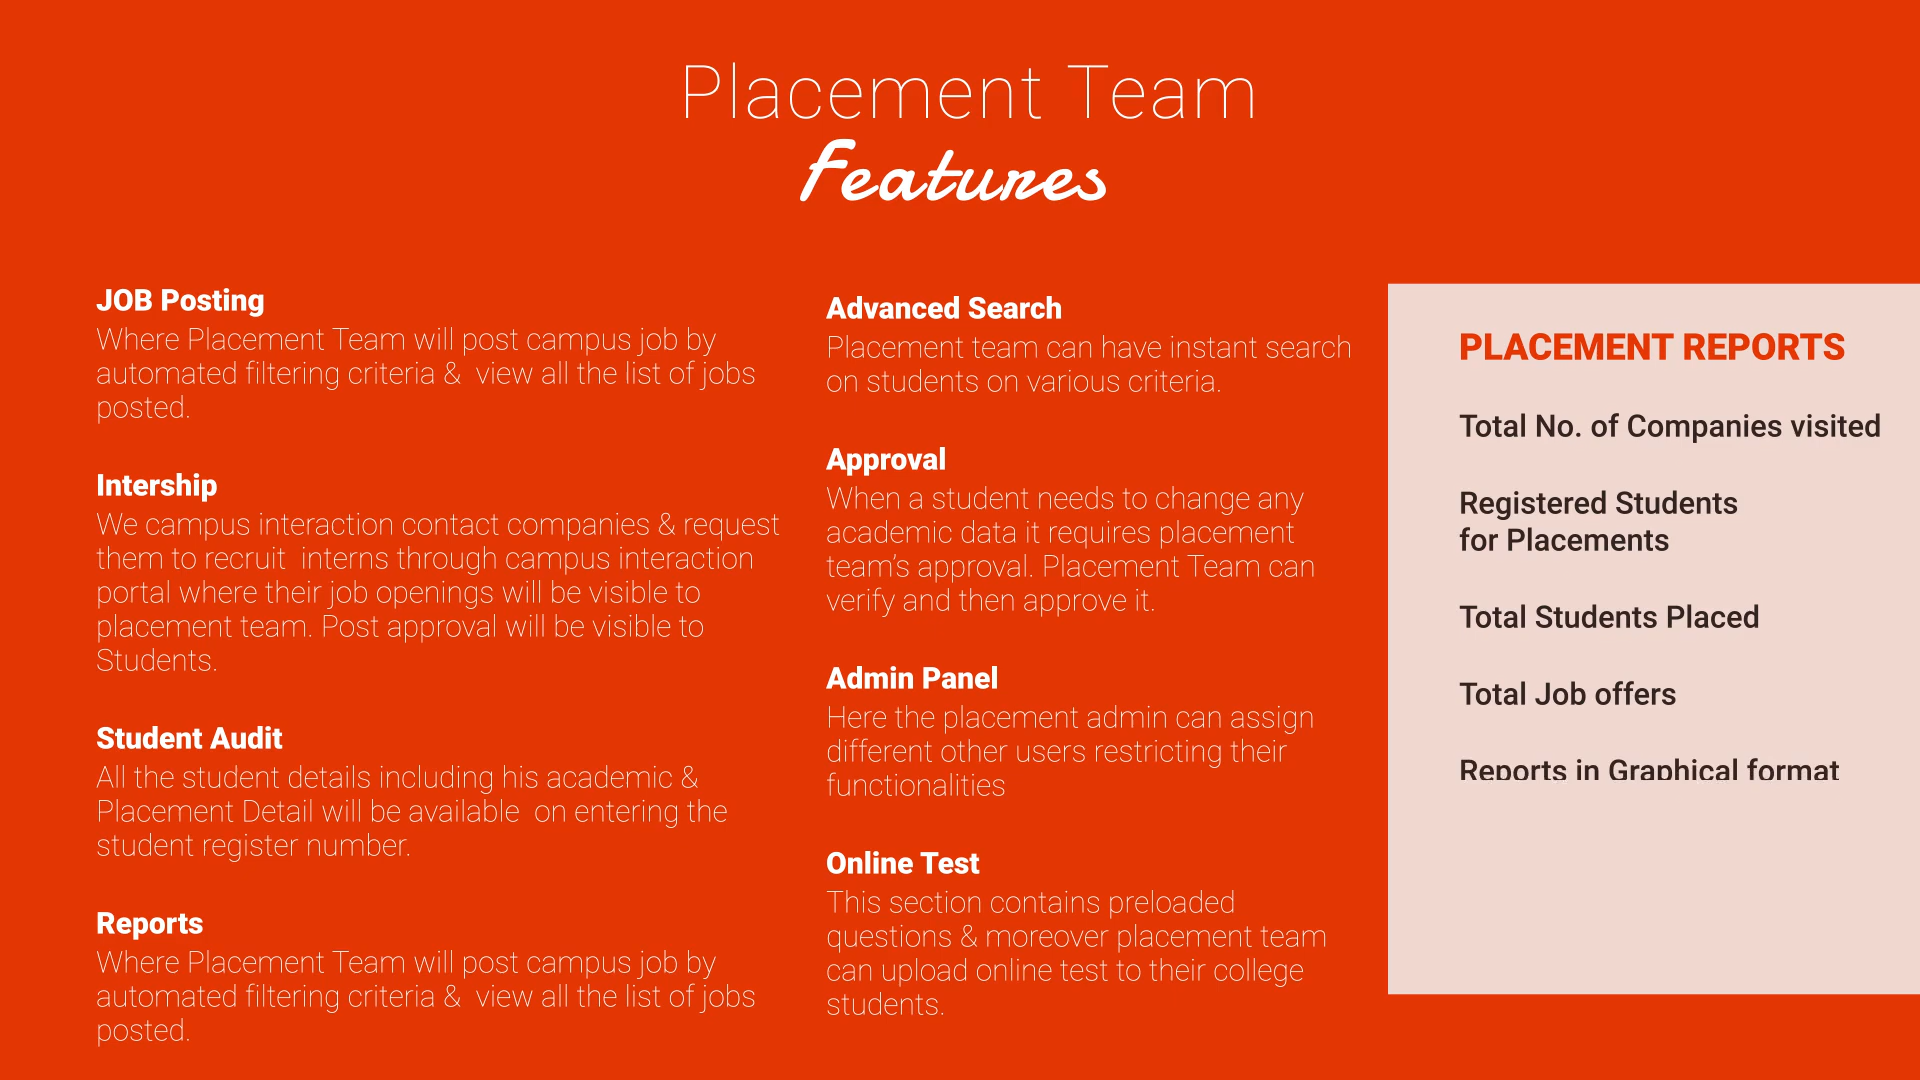 Placement Team
Features
JOB Posting
Where Placement Team will post campus job by
automated filtering criteria & view all the list of jobs
posted.
Intership
We campus interaction contact companies & request
them to recruit interns through campus interaction
portal where their job openings will be visible to
placement team. Post approval will be visible to
Students.
Student Audit
All the student details including his academic &
Placement Detail will be available on entering the
student register number.
Reports
Where Placement Team will post campus job by
automated filtering criteria & view all the list of jobs
posted.
Advanced Search
Placement team can have instant search
on students on various criteria.
Approval
When a student needs to change any
academic data it requires placement
team’s approval. Placement Team can
verify and then approve it.
Admin Panel
Here the placement admin can assign
different other users restricting their
functionalities
Online Test
This section contains preloaded
questions & moreover placement team
can upload online test to their college
students.
PLACEMENT REPORTS
Total No. of Companies visited
Registered Students
for Placements
Total Students Placed
Total Job offers
Reports in Graphical format